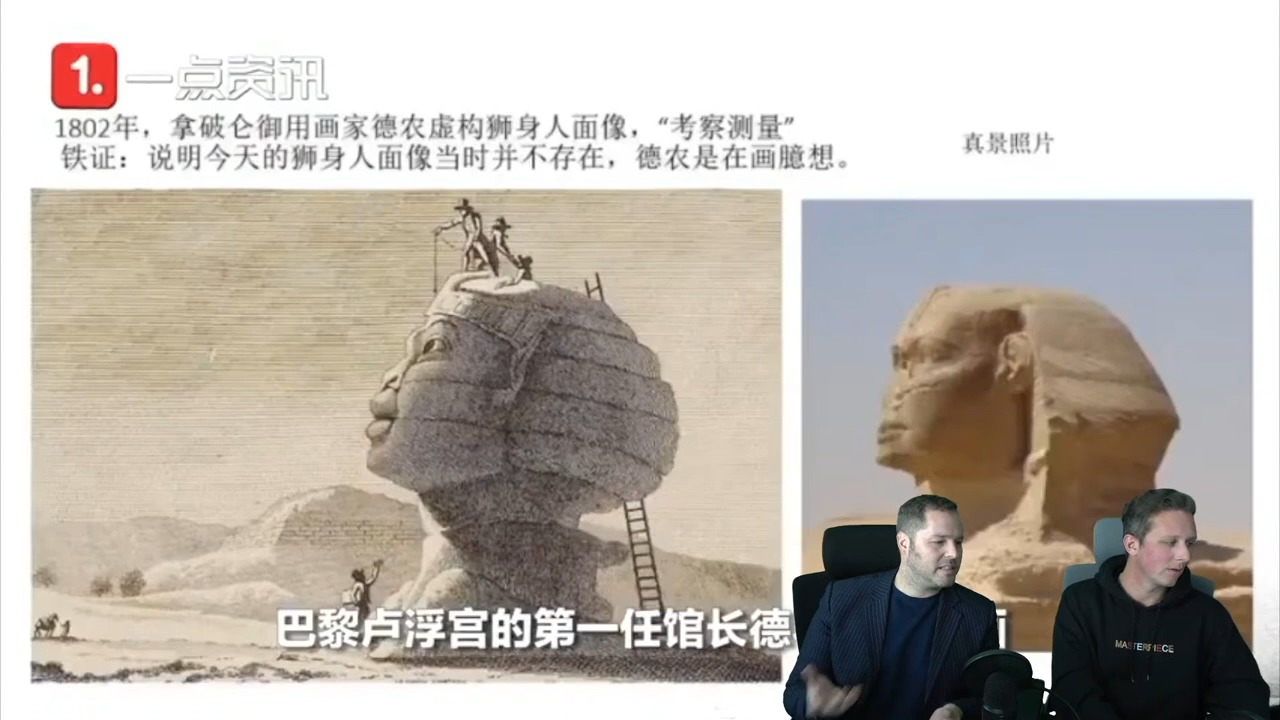 1. 一点资讯
1802年，拿破仑御用画家德农虚构狮身人面像，“考察测量”
铁证：说明今天的狮身人面像当时并不存在，德农是在画臆想。
真景照片
巴黎卢浮宫的第一任馆长德
MASTERPIECE